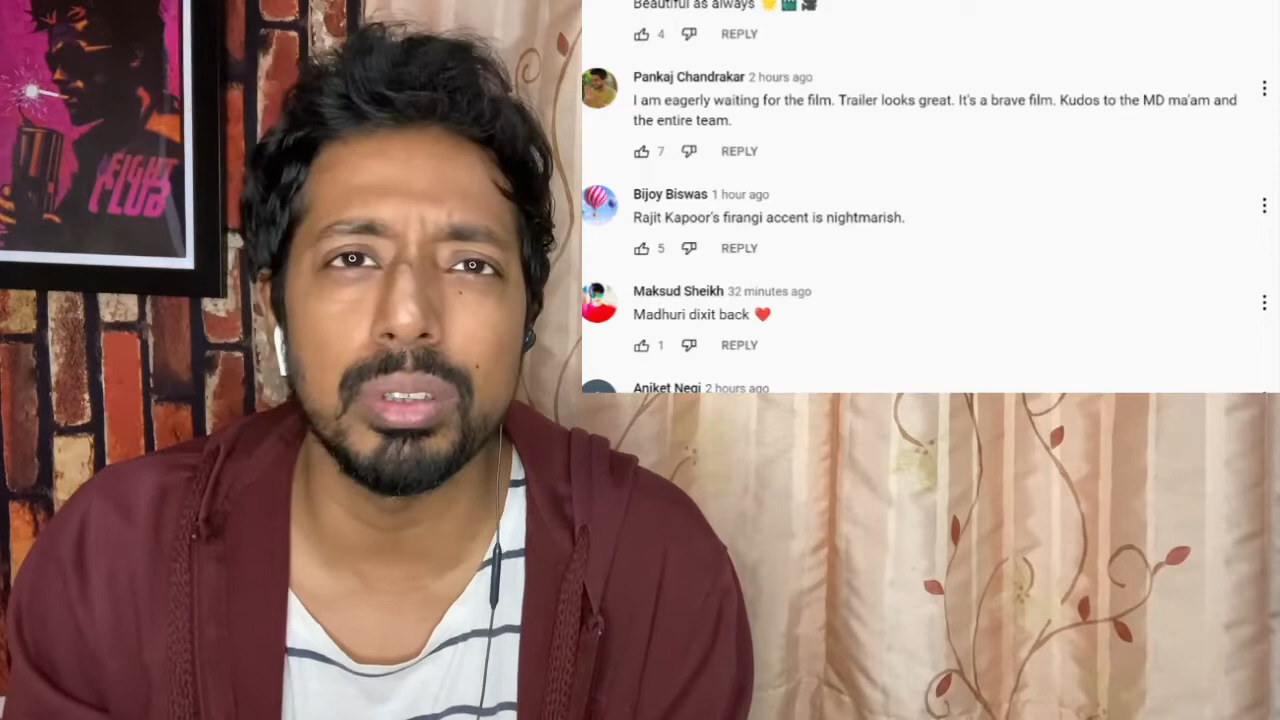 FIGHT
CLUB
Beautiful as always 🌟
4 REPLY
Pankaj Chandrakar 2 hours ago
I am eagerly waiting for the film. Trailer looks great. It's a brave film. Kudos to the MD ma'am and
the entire team.
7 REPLY
Bijoy Biswas 1 hour ago
Rajit Kapoor's firangi accent is nightmarish.
5 REPLY
Maksud Sheikh 32 minutes ago
Madhuri dixit back ❤️
1 REPLY
Aniket Negi 2 hours ago